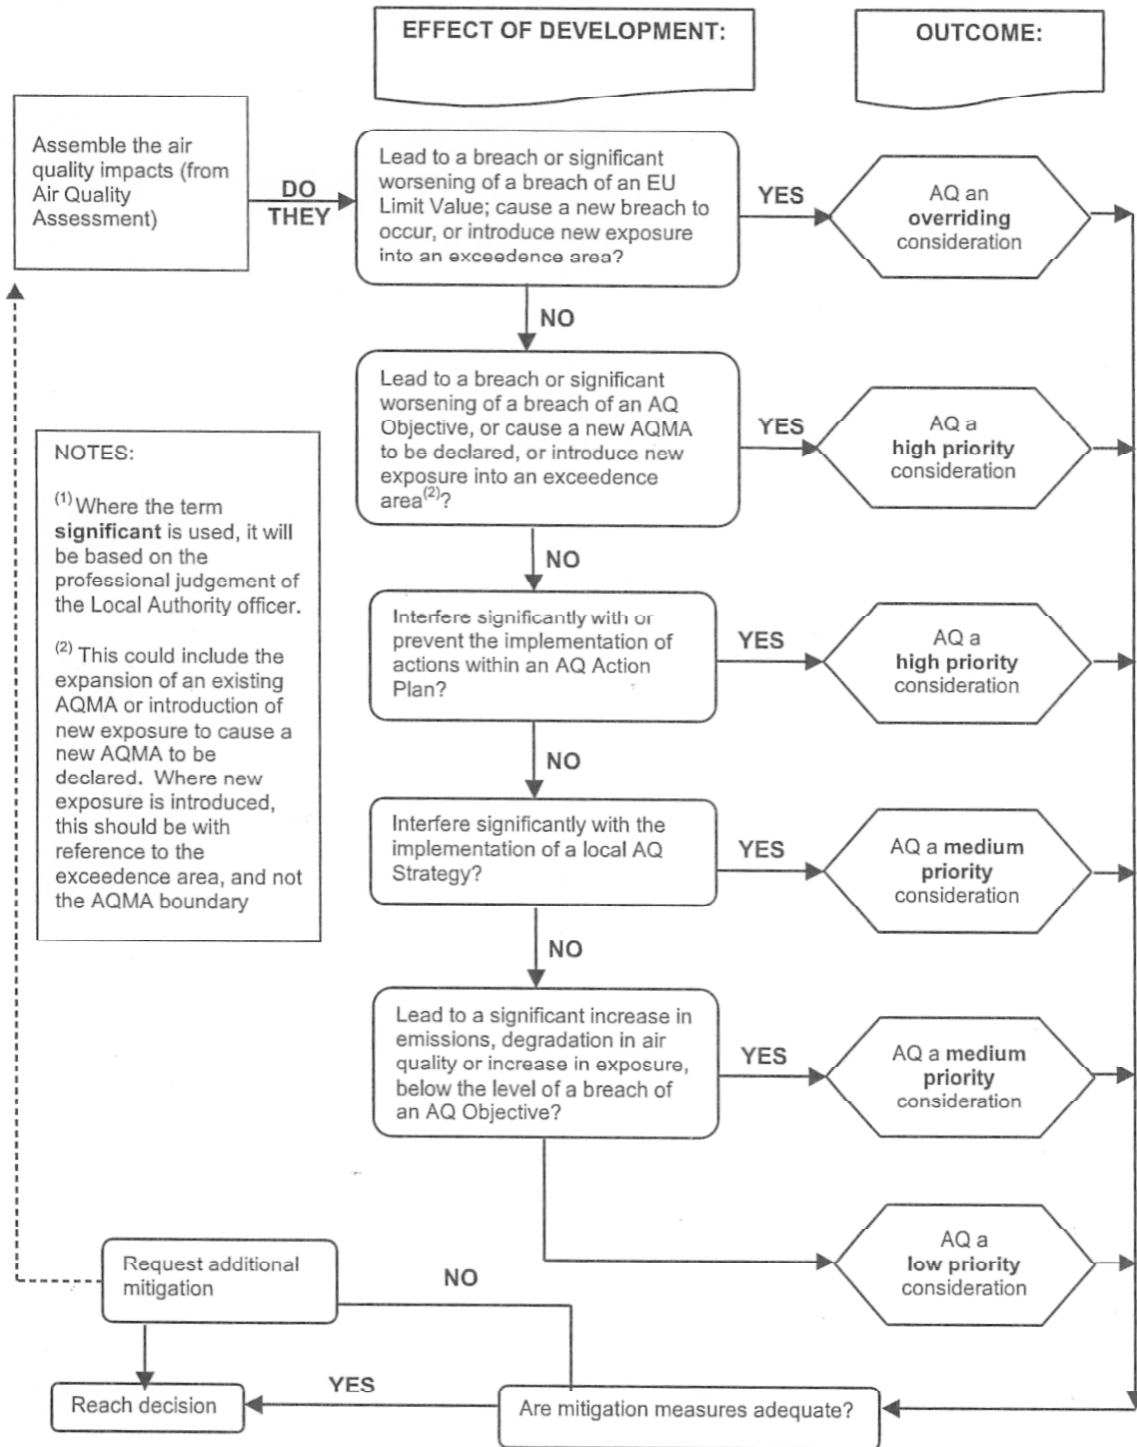 EFFECT OF DEVELOPMENT:
OUTCOME:
Assemble the air
quality impacts (from
Air Quality
Assessment)
DO
THEY
Lead to a breach or significant
worsening of a breach of an EU
Limit Value; cause a new breach to
occur, or introduce new exposure
into an exceedence area?
YES
AQ an
overriding
consideration
NO
Lead to a breach or significant
worsening of a breach of an AQ
Objective, or cause a new AQMA
to be declared, or introduce new
exposure into an exceedence
area(2)?
YES
AQ a
high priority
consideration
NO
NOTES:
(1) Where the term
significant is used, it will
be based on the
professional judgement of
the Local Authority officer.
(2) This could include the
expansion of an existing
AQMA or introduction of
new exposure to cause a
new AQMA to be
declared. Where new
exposure is introduced,
this should be with
reference to the
exceedence area, and not
the AQMA boundary
Interfere significantly with or
prevent the implementation of
actions within an AQ Action
Plan?
YES
AQ a
high priority
consideration
NO
Interfere significantly with the
implementation of a local AQ
Strategy?
YES
AQ a medium
priority
consideration
NO
Lead to a significant increase in
emissions, degradation in air
quality or increase in exposure,
below the level of a breach of
an AQ Objective?
YES
AQ a medium
priority
consideration
AQ a
low priority
consideration
Request additional
mitigation
NO
Reach decision
YES
Are mitigation measures adequate?